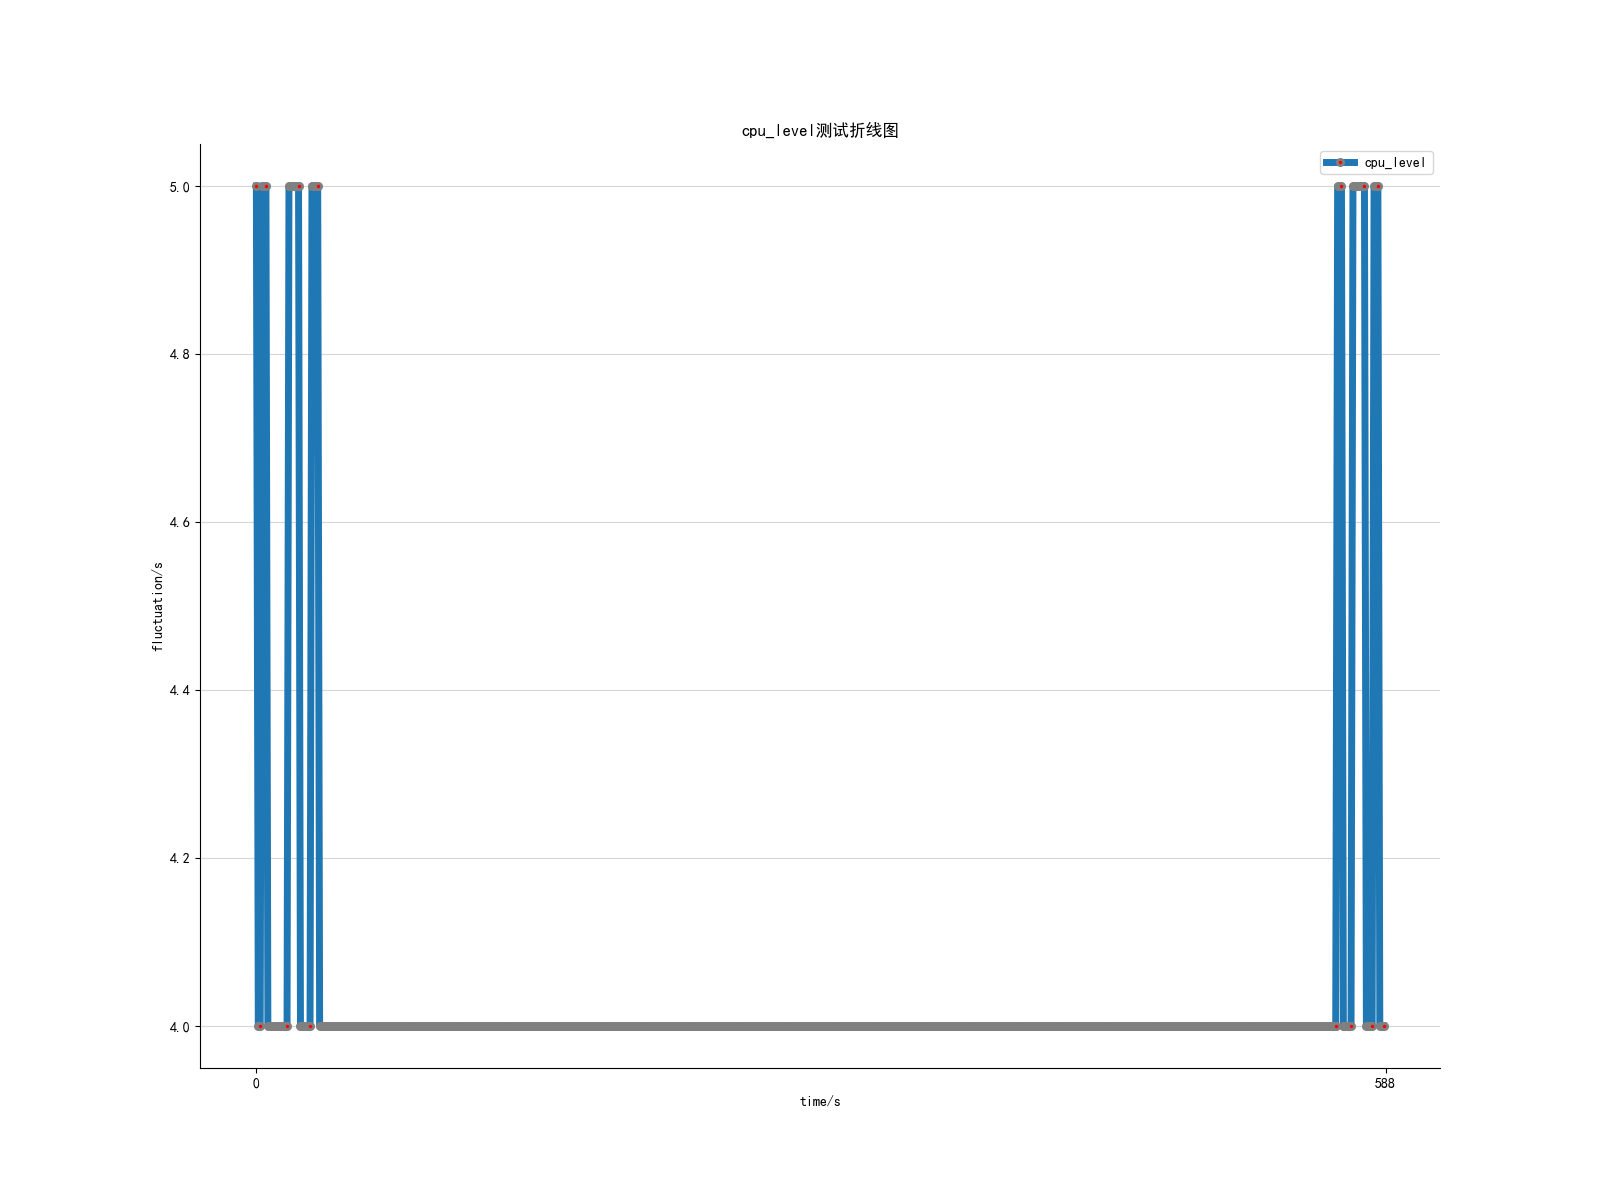 cpu_level测试折线图
cpu_level
5.0
4.8
4.6
4.4
4.2
4.0
fluctuation/s
0
588
time/s